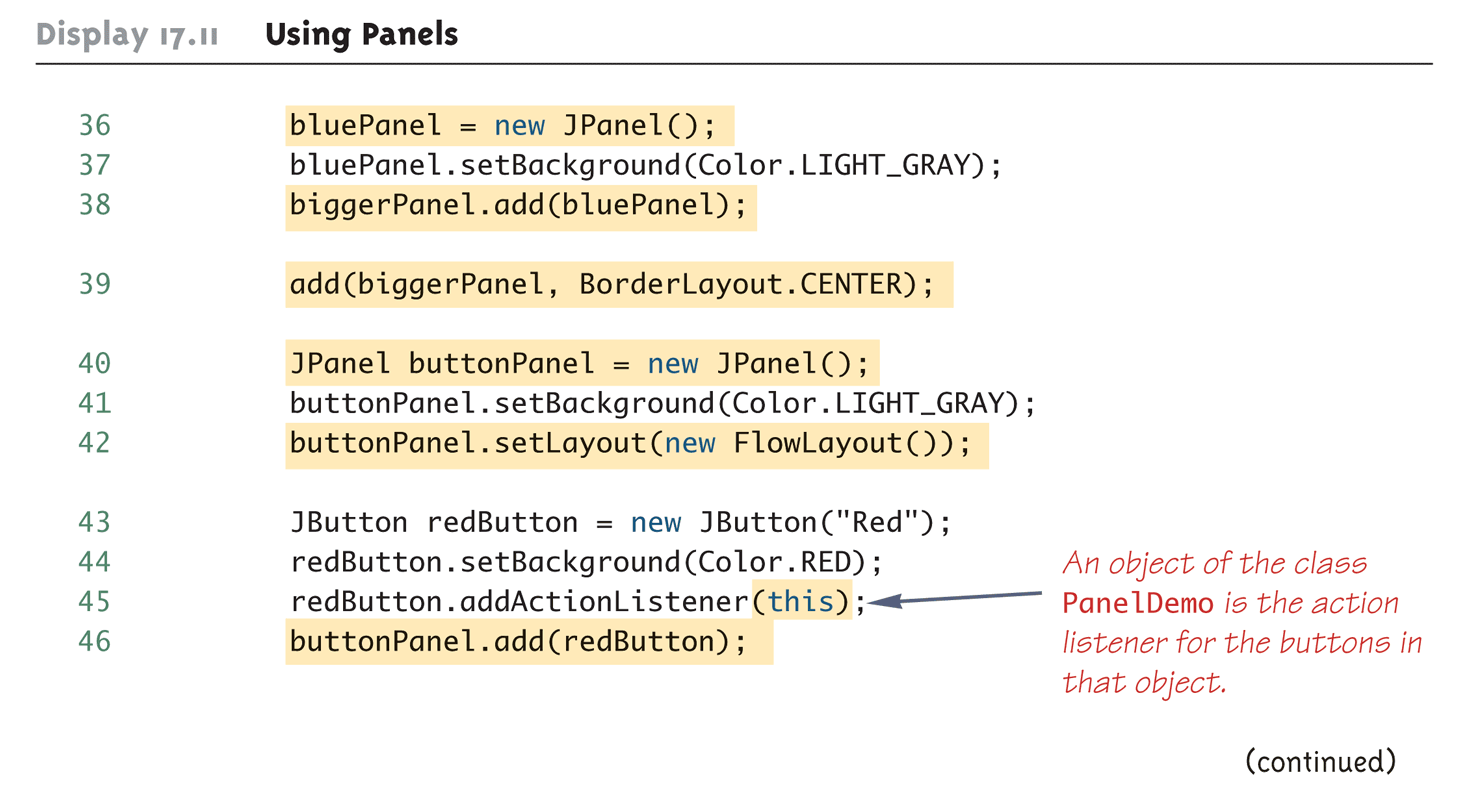 Display 17.11 Using Panels
36 bluePanel = new JPanel();
37 bluePanel.setBackground(Color.LIGHT_GRAY);
38 biggerPanel.add(bluePanel);
39 add(biggerPanel, BorderLayout.CENTER);
40 JPanel buttonPanel = new JPanel();
41 buttonPanel.setBackground(Color.LIGHT_GRAY);
42 buttonPanel.setLayout(new FlowLayout());
43 JButton redButton = new JButton("Red");
44 redButton.setBackground(Color.RED);
45 redButton.addActionListener(this);
46 buttonPanel.add(redButton);
An object of the class
PanelDemo is the action
listener for the buttons in
that object.
(continued)